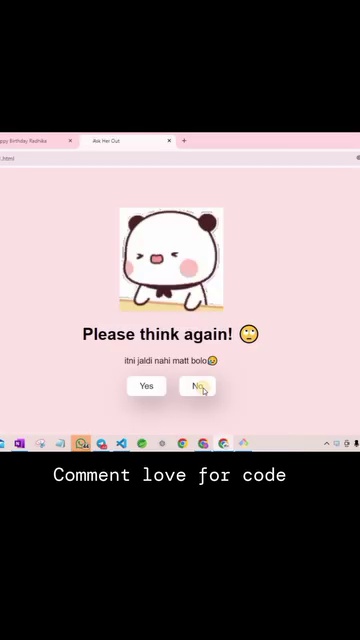 ppy Birthday Radhika
Ask Her Out
.html
Please think again! 🙄
itni jaldi nahi matt bolo😥
Yes
No
Comment love for code